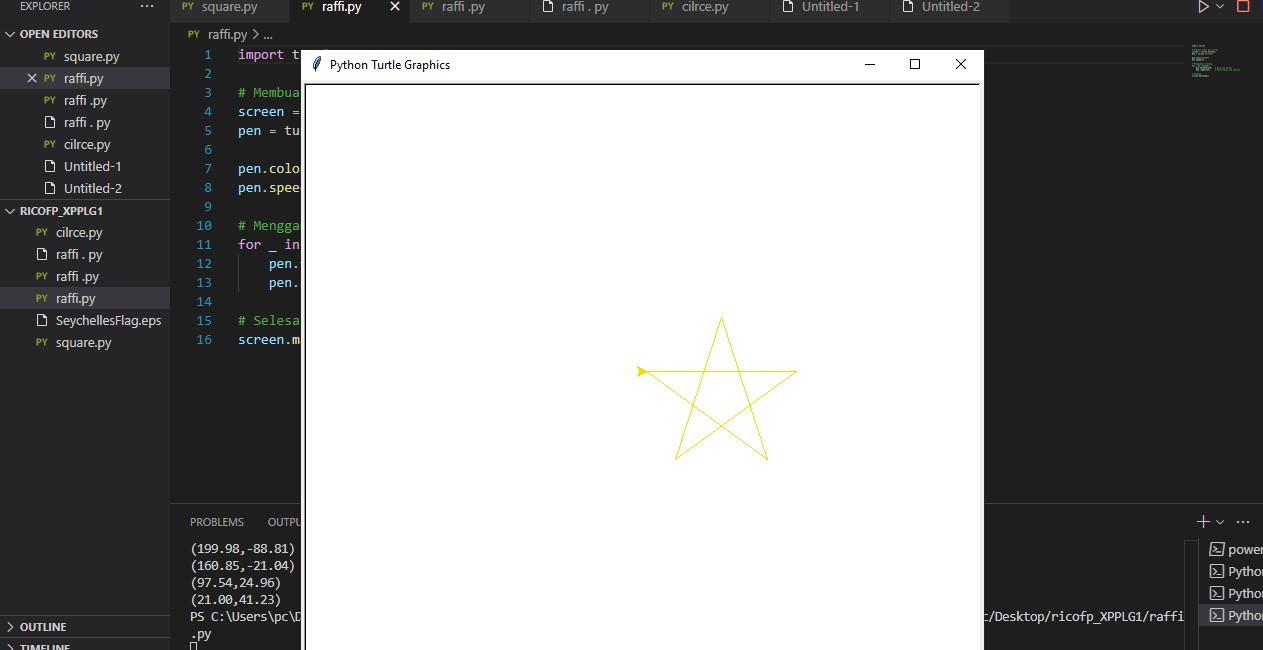 EXPLORER
OPEN EDITORS
PY square.py
PY raffi.py
PY raffi .py
raffi . py
PY cilrce.py
Untitled-1
Untitled-2
RICOFP_XPPLG1
PY cilrce.py
raffi . py
PY raffi .py
PY raffi.py
SeychellesFlag.eps
PY square.py
OUTLINE
TIMELINE
PY square.py PY raffi.py PY raffi .py raffi . py PY cilrce.py Untitled-1 Untitled-2
PY raffi.py > ...
1 import t
2
3 # Membua
4 screen =
5 pen = tu
6
7 pen.colo
8 pen.spee
9
10 # Mengga
11 for _ in
12 pen.
13 pen.
14
15 # Selesa
16 screen.m
Python Turtle Graphics
PROBLEMS OUTPU
(199.98,-88.81)
(160.85,-21.04)
(97.54,24.96)
(21.00,41.23)
PS C:\Users\pc\D
/Desktop/ricofp_XPPLG1/raffi
.py
power
Pytho
Pytho
Pytho